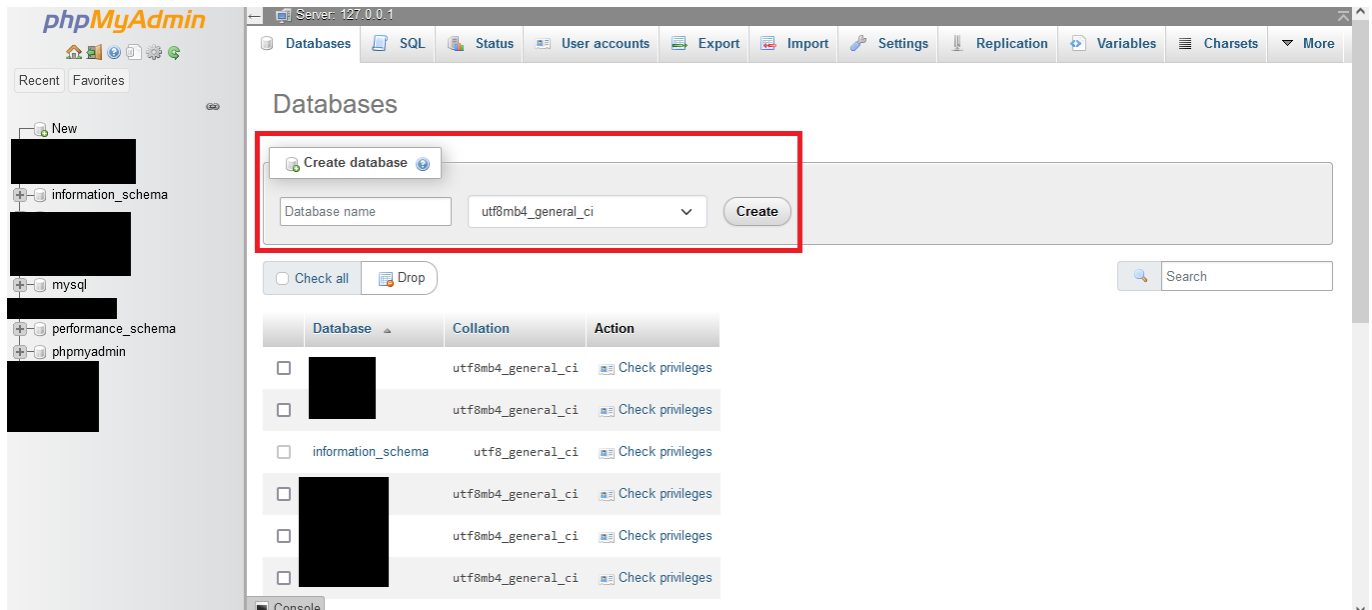 phpMyAdmin
Recent Favorites
New
information_schema
mysql
performance_schema
phpmyadmin
Server: 127.0.0.1
Databases SQL Status User accounts Export Import Settings Replication Variables Charsets More
Databases
Create database
Database name utf8mb4_general_ci Create
Check all Drop Search
Database Collation Action
utf8mb4_general_ci Check privileges
utf8mb4_general_ci Check privileges
information_schema utf8_general_ci Check privileges
utf8mb4_general_ci Check privileges
utf8mb4_general_ci Check privileges
utf8mb4_general_ci Check privileges
Console